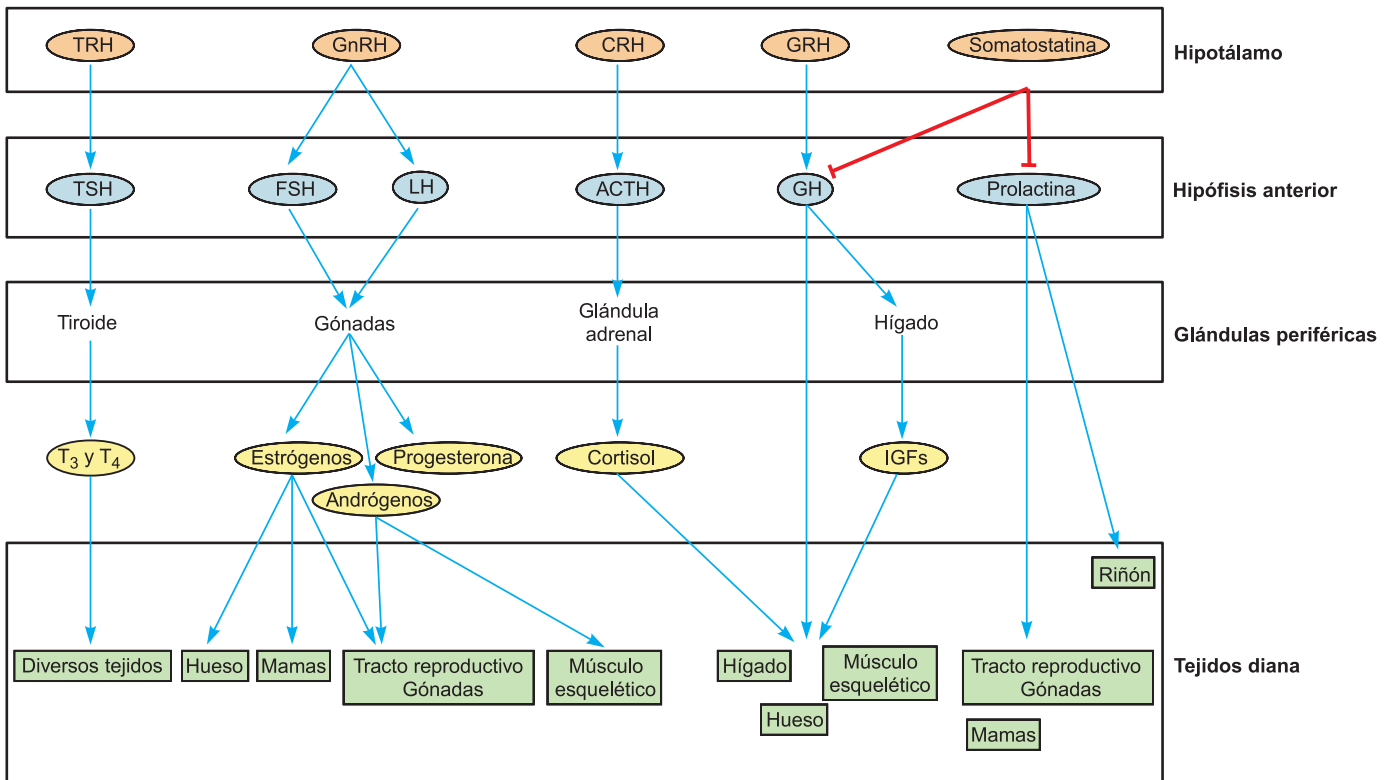 TRH
GnRH
CRH
GRH
Somatostatina
Hipotálamo
TSH
FSH
LH
ACTH
GH
Prolactina
Hipófisis anterior
Tiroide
Gónadas
Glándula
adrenal
Hígado
Glándulas periféricas
T3 y T4
Estrógenos
Progesterona
Andrógenos
Cortisol
IGFs
Riñón
Diversos tejidos
Hueso
Mamas
Tracto reproductivo
Gónadas
Músculo
esquelético
Hígado
Músculo
esquelético
Hueso
Tracto reproductivo
Gónadas
Mamas
Tejidos diana